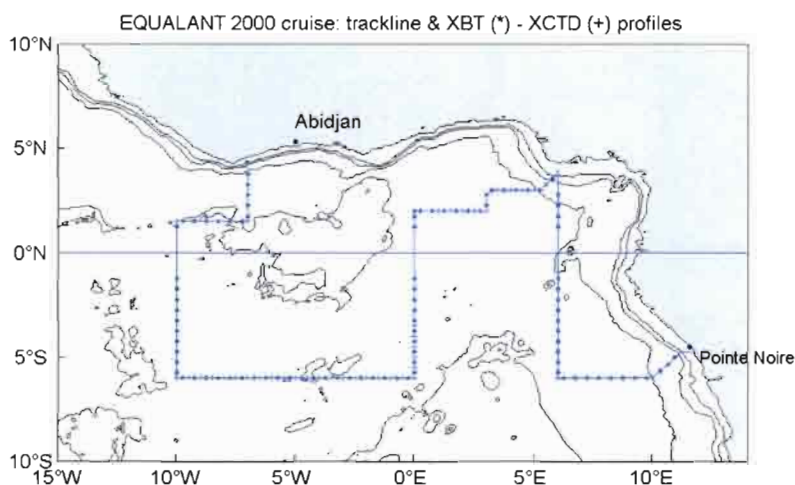 EQUALANT 2000 cruise: trackline & XBT (*) - XCTD (+) profiles
10°N
Abidjan
5°N
0°N
5°S
Pointe Noire
10°S
15°W 10°W 5°W 0°E 5°E 10°E